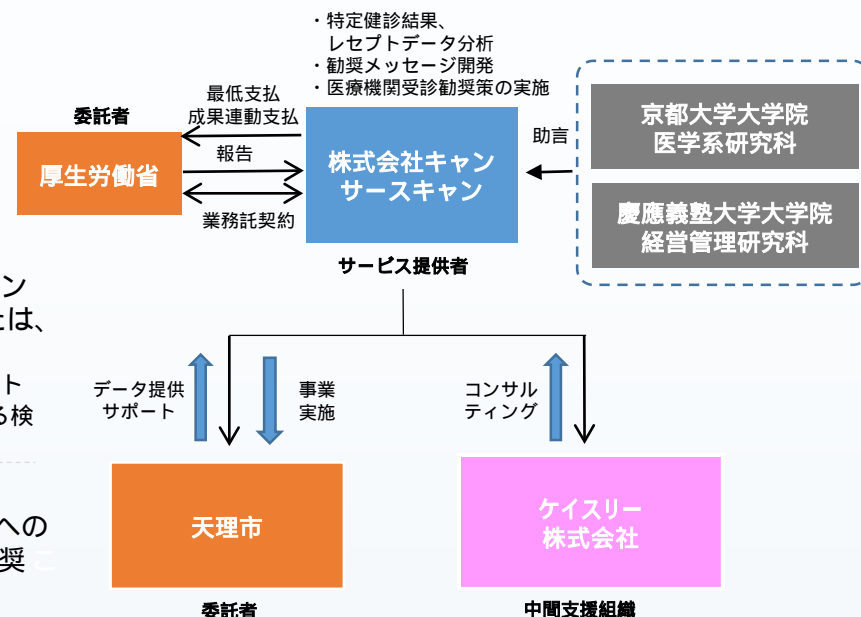 ・特定健診結果、
レセプトデータ分析
・勧奨メッセージ開発
・医療機関受診勧奨策の実施
委託者
厚生労働省
最低支払
成果連動支払
報告
業務託契約
株式会社キャン
サースキャン
サービス提供者
助言
京都大学大学院
医学系研究科
慶應義塾大学大学院
経営管理研究科
ン
とは、
ト
る検
への
奨 こ
データ提供
サポート
事業
実施
コンサル
ティング
天理市
委託者
ケイスリー
株式会社
中間支援組織